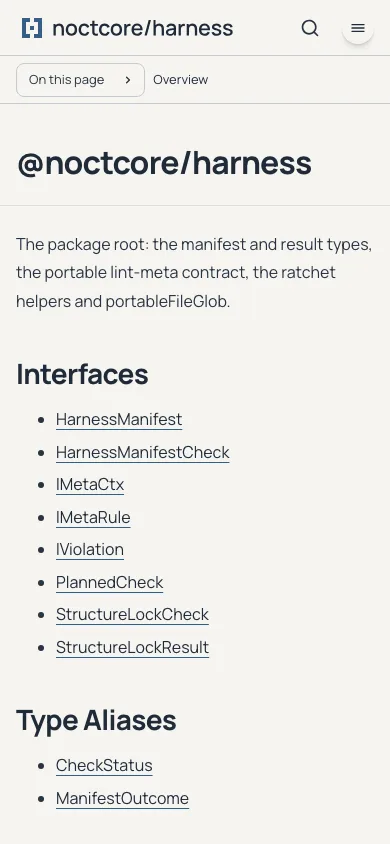 noctcore/harness
On this page
Overview
@noctcore/harness
The package root: the manifest and result types,
the portable lint-meta contract, the ratchet
helpers and portableFileGlob.
Interfaces
HarnessManifest
HarnessManifestCheck
IMetaCtx
IMetaRule
IViolation
PlannedCheck
StructureLockCheck
StructureLockResult
Type Aliases
CheckStatus
ManifestOutcome